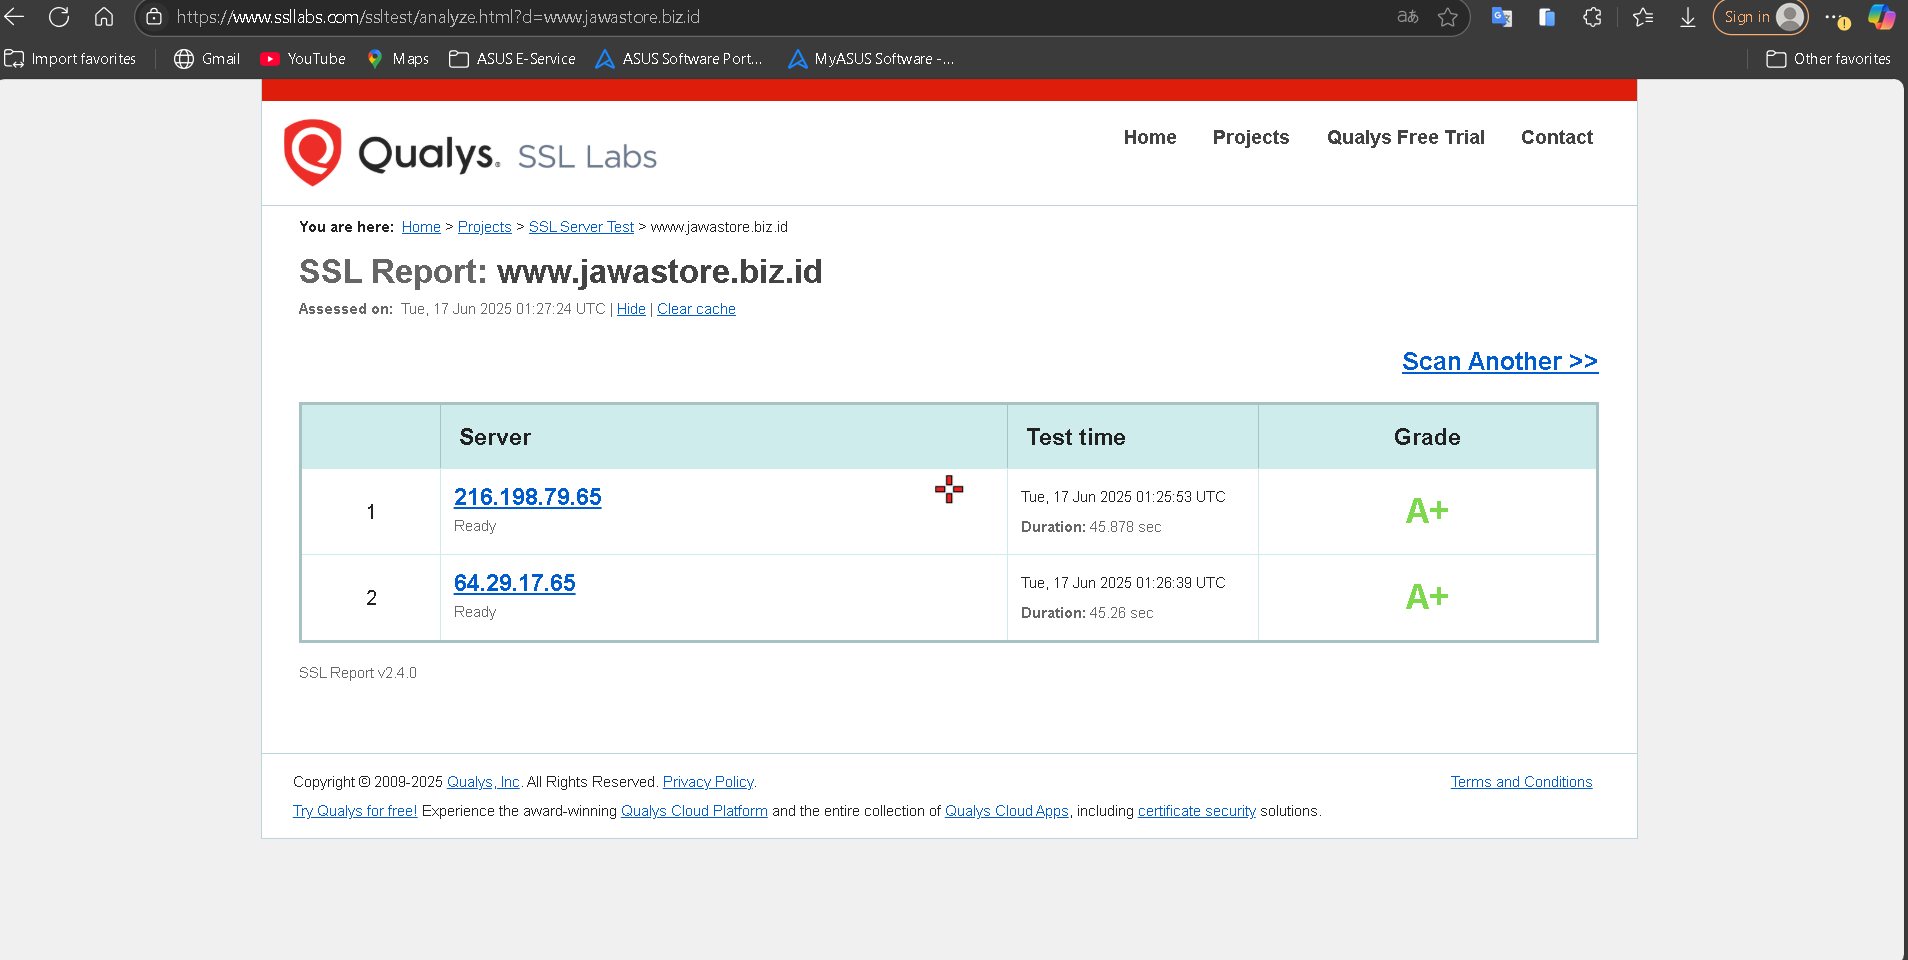 https://www.ssllabs.com/ssltest/analyze.html?d=www.jawastore.biz.id
aあ
Sign in
Import favorites
Gmail
YouTube
Maps
ASUS E-Service
ASUS Software Port...
MyASUS Software -...
Other favorites
Qualys. SSL Labs
Home Projects Qualys Free Trial Contact
You are here: Home > Projects > SSL Server Test > www.jawastore.biz.id
SSL Report: www.jawastore.biz.id
Assessed on: Tue, 17 Jun 2025 01:27:24 UTC | Hide | Clear cache
Scan Another >>
Server Test time Grade
1
216.198.79.65
Ready
Tue, 17 Jun 2025 01:25:53 UTC
Duration: 45.878 sec
A+
2
64.29.17.65
Ready
Tue, 17 Jun 2025 01:26:39 UTC
Duration: 45.26 sec
A+
SSL Report v2.4.0
Copyright © 2009-2025 Qualys, Inc. All Rights Reserved. Privacy Policy.
Terms and Conditions
Try Qualys for free! Experience the award-winning Qualys Cloud Platform and the entire collection of Qualys Cloud Apps, including certificate security solutions.